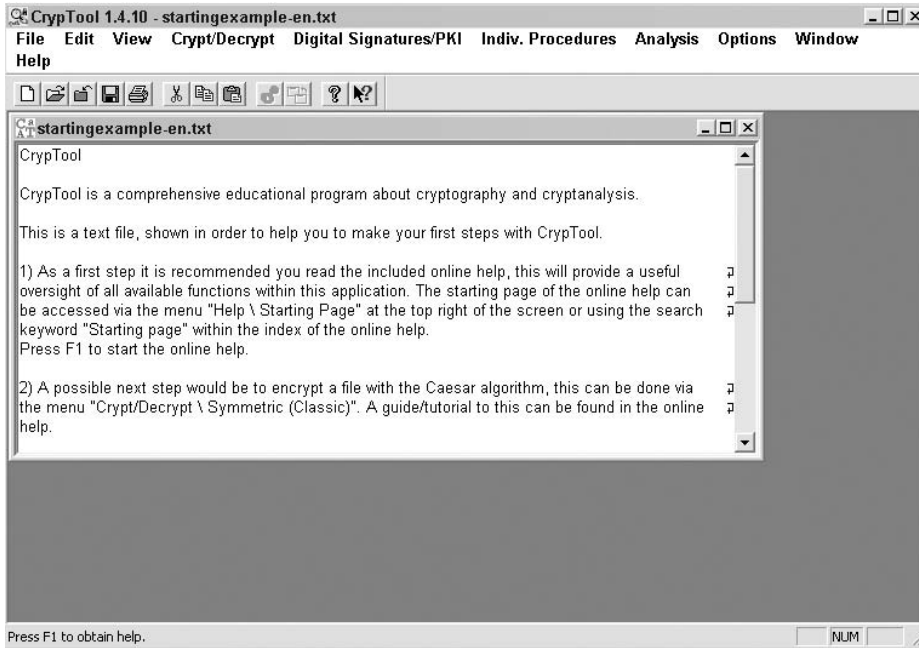 CrypTool 1.4.10 - startingexample-en.txt
File Edit View Crypt/Decrypt Digital Signatures/PKI Indiv. Procedures Analysis Options Window
Help
startingexample-en.txt
CrypTool
CrypTool is a comprehensive educational program about cryptography and cryptanalysis.
This is a text file, shown in order to help you to make your first steps with CrypTool.
1) As a first step it is recommended you read the included online help, this will provide a useful
oversight of all available functions within this application. The starting page of the online help can
be accessed via the menu "Help \ Starting Page" at the top right of the screen or using the search
keyword "Starting page" within the index of the online help.
Press F1 to start the online help.
2) A possible next step would be to encrypt a file with the Caesar algorithm, this can be done via
the menu "Crypt/Decrypt \ Symmetric (Classic)". A guide/tutorial to this can be found in the online
help.
Press F1 to obtain help.
NUM